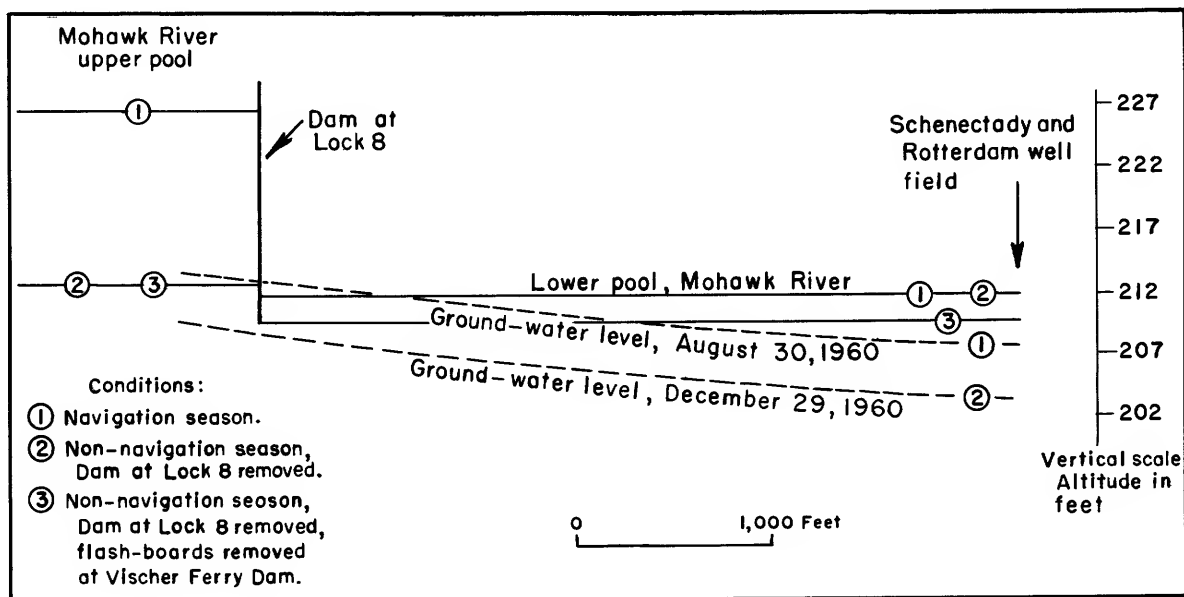 Mohawk River
upper pool
①
Dam at
Lock 8
Schenectady and
Rotterdam well
field
227
222
217
212
207
202
Vertical scale
Altitude in
feet
② ③
Lower pool, Mohawk River
① ②
③
Ground-water level, August 30, 1960
①
Ground-water level, December 29, 1960
②
Conditions:
① Navigation season.
② Non-navigation season,
Dam at Lock 8 removed.
③ Non-navigation season,
Dam at Lock 8 removed,
flash-boards removed
at Vischer Ferry Dam.
0 1,000 Feet